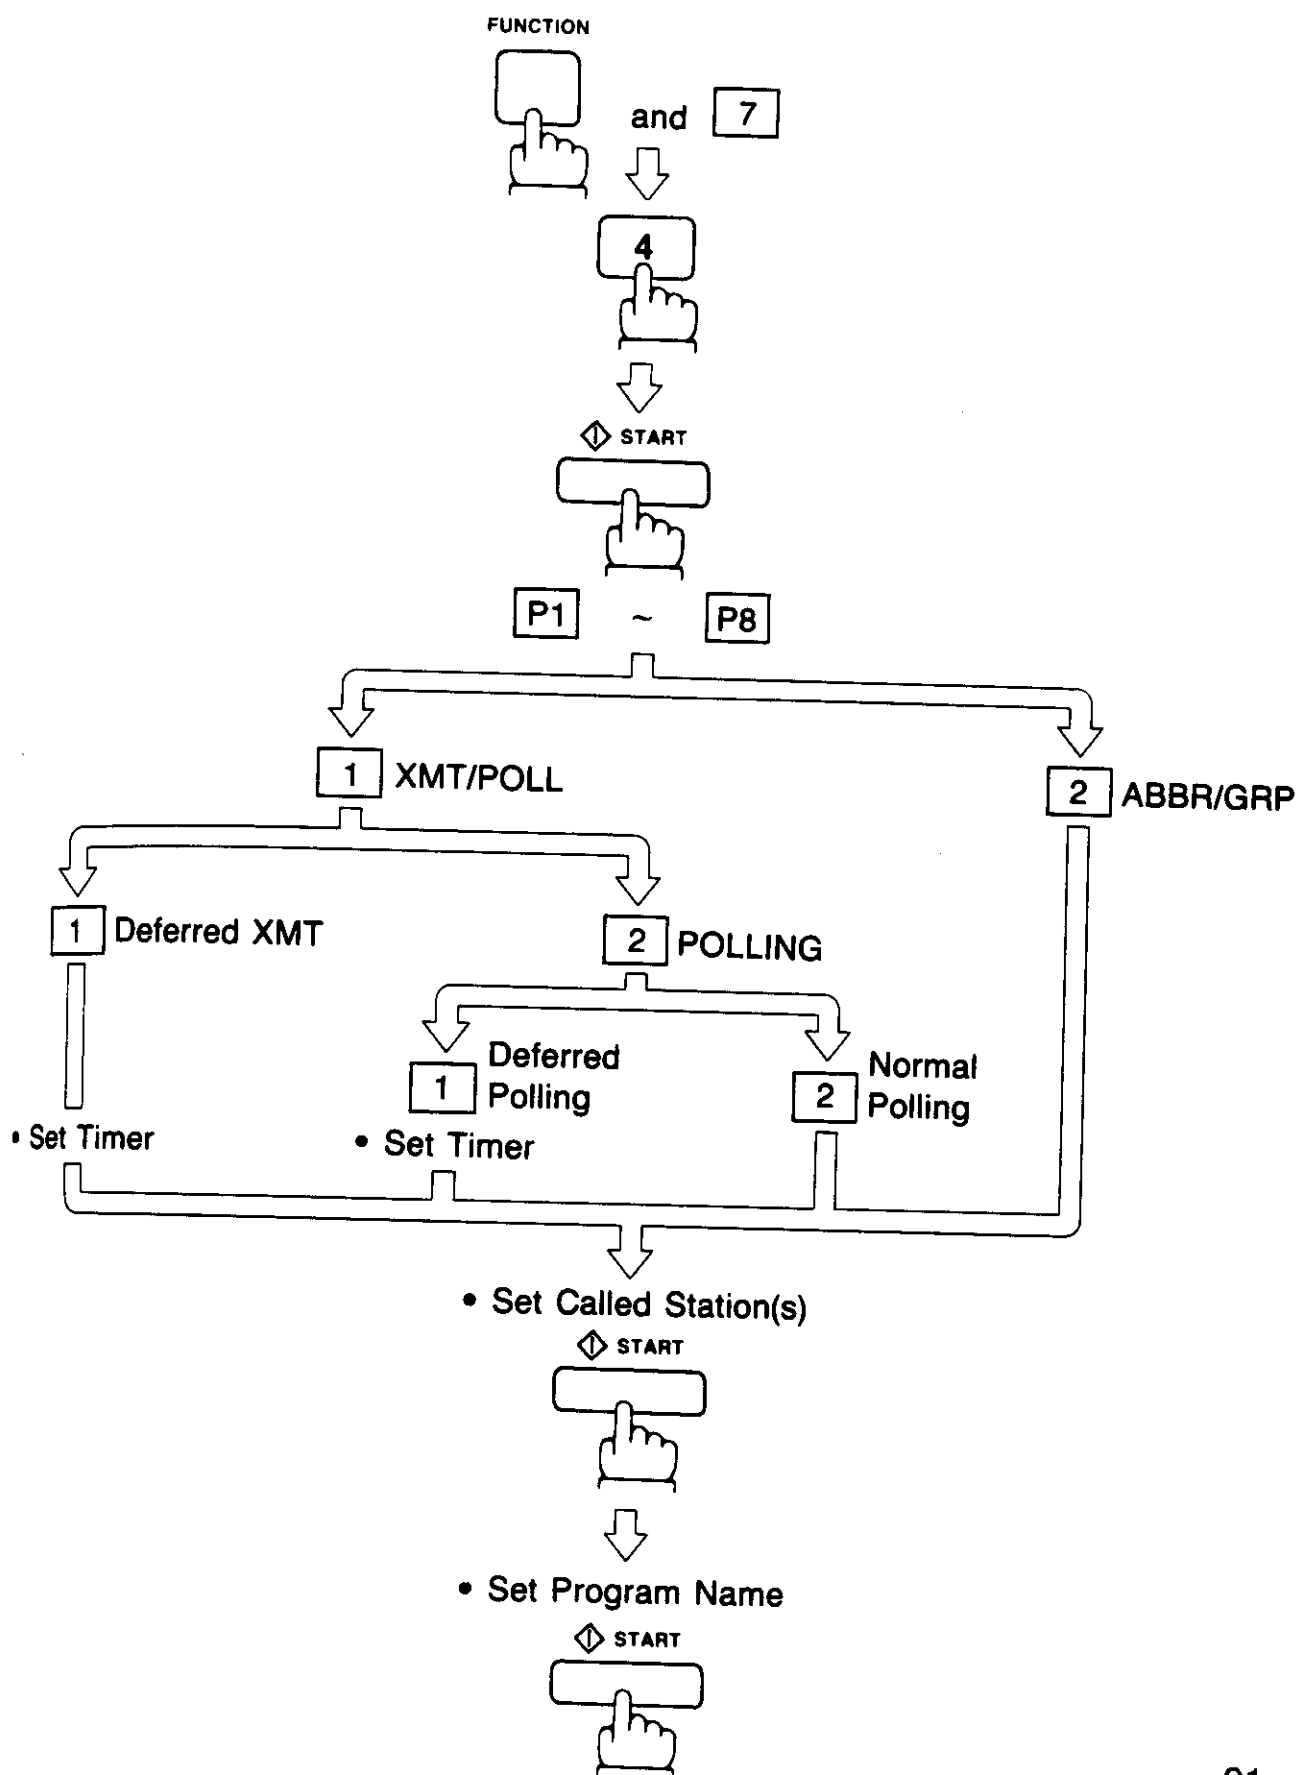 FUNCTION
and 7
4
START
P1 ~ P8
1 XMT/POLL
2 ABBR/GRP
1 Deferred XMT
2 POLLING
1 Deferred
Polling
2 Normal
Polling
• Set Timer
• Set Timer
• Set Called Station(s)
START
• Set Program Name
START